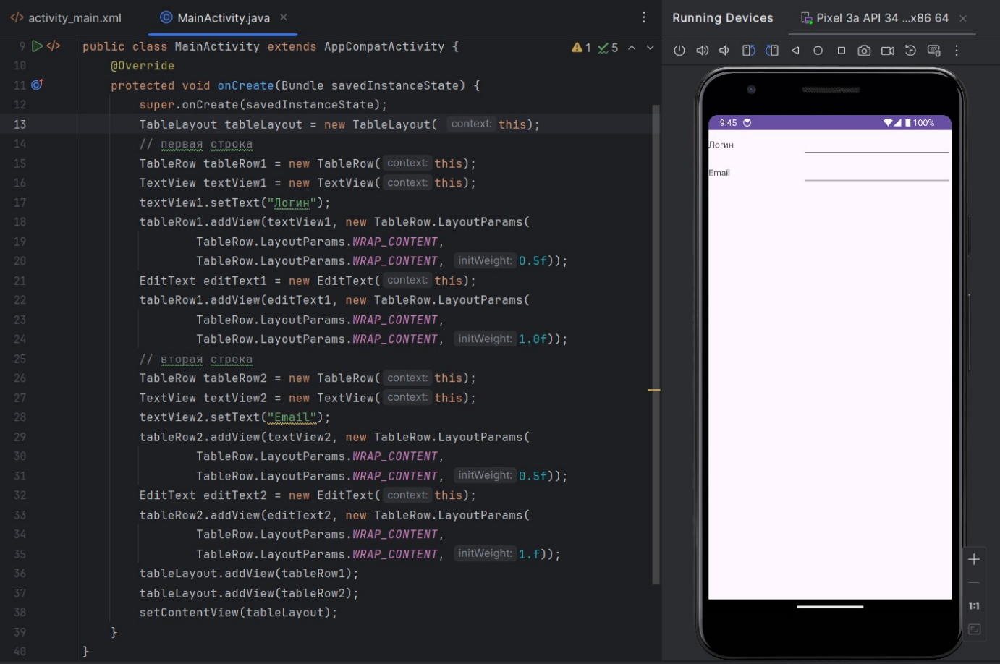 activity_main.xml
MainActivity.java
Running Devices
Pixel 3a API 34 ...x86 64
9 public class MainActivity extends AppCompatActivity {
1 5
10 @Override
11 protected void onCreate(Bundle savedInstanceState) {
12 super.onCreate(savedInstanceState);
13 TableLayout tableLayout = new TableLayout( context: this);
14 // первая строка
15 TableRow tableRow1 = new TableRow( context: this);
16 TextView textView1 = new TextView( context: this);
17 textView1.setText("Логин");
18 tableRow1.addView(textView1, new TableRow.LayoutParams(
19 TableRow.LayoutParams.WRAP_CONTENT,
20 TableRow.LayoutParams.WRAP_CONTENT, initWeight: 0.5f));
21 EditText editText1 = new EditText( context: this);
22 tableRow1.addView(editText1, new TableRow.LayoutParams(
23 TableRow.LayoutParams.WRAP_CONTENT,
24 TableRow.LayoutParams.WRAP_CONTENT, initWeight: 1.0f));
25 // вторая строка
26 TableRow tableRow2 = new TableRow( context: this);
27 TextView textView2 = new TextView( context: this);
28 textView2.setText("Email");
29 tableRow2.addView(textView2, new TableRow.LayoutParams(
30 TableRow.LayoutParams.WRAP_CONTENT,
31 TableRow.LayoutParams.WRAP_CONTENT, initWeight: 0.5f));
32 EditText editText2 = new EditText( context: this);
33 tableRow2.addView(editText2, new TableRow.LayoutParams(
34 TableRow.LayoutParams.WRAP_CONTENT,
35 TableRow.LayoutParams.WRAP_CONTENT, initWeight: 1.f));
36 tableLayout.addView(tableRow1);
37 tableLayout.addView(tableRow2);
38 setContentView(tableLayout);
39 }
40 }
9:45
100%
Логин
Email
1:1